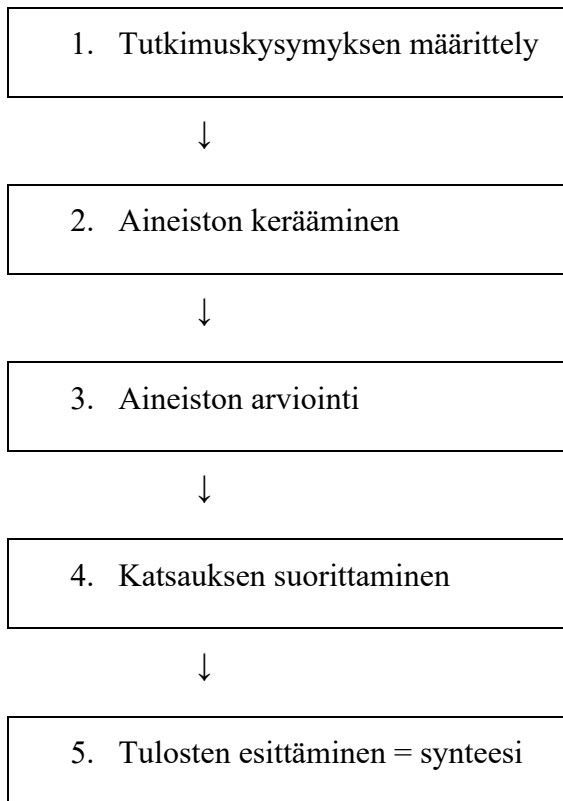 1. Tutkimuskysymyksen määrittely
↓
2. Aineiston kerääminen
↓
3. Aineiston arviointi
↓
4. Katsauksen suorittaminen
↓
5. Tulosten esittäminen = synteesi